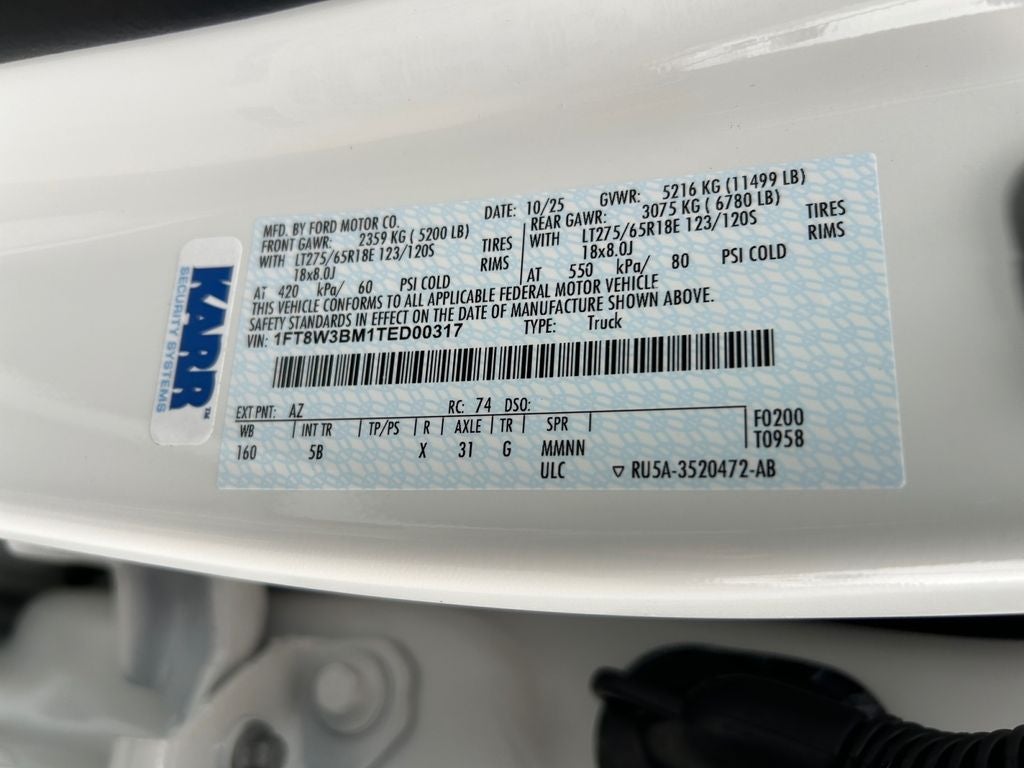 KARR™
SECURITY SYSTEMS
MFD. BY FORD MOTOR CO. DATE: 10/25 GVWR: 5216 KG (11499 LB)
FRONT GAWR: 2359 KG ( 5200 LB) REAR GAWR: 3075 KG ( 6780 LB)
WITH LT275/65R18E 123/120S TIRES WITH LT275/65R18E 123/120S TIRES
18x8.0J RIMS 18x8.0J RIMS
AT 420 kPa/ 60 PSI COLD AT 550 kPa/ 80 PSI COLD
THIS VEHICLE CONFORMS TO ALL APPLICABLE FEDERAL MOTOR VEHICLE
SAFETY STANDARDS IN EFFECT ON THE DATE OF MANUFACTURE SHOWN ABOVE.
VIN: 1FT8W3BM1TED00317 TYPE: Truck
EXT PNT: AZ RC: 74 DSO:
WB INT TR TP/PS R AXLE TR SPR F0200
160 5B X 31 G MMNN T0958
ULC ▽ RU5A-3520472-AB